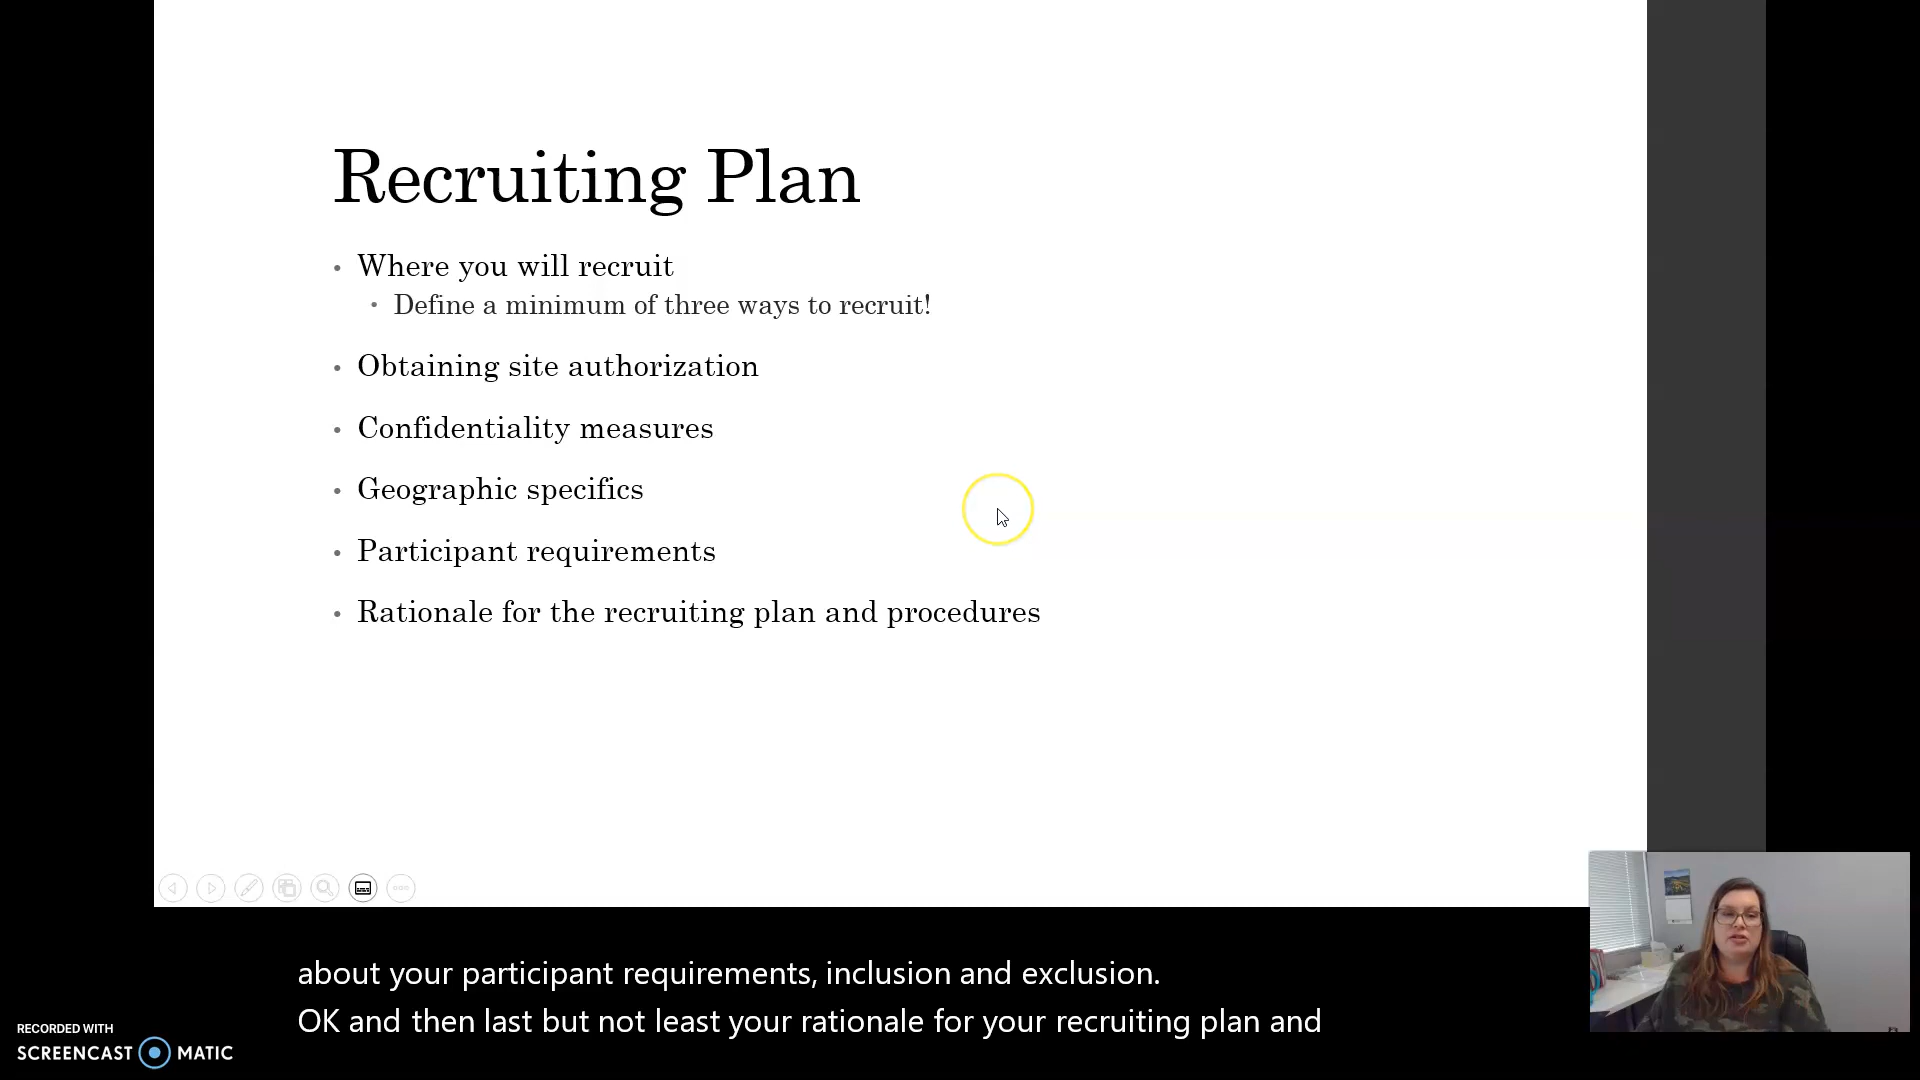 Recruiting Plan
• Where you will recruit
• Define a minimum of three ways to recruit!
• Obtaining site authorization
• Confidentiality measures
• Geographic specifics
• Participant requirements
• Rationale for the recruiting plan and procedures
about your participant requirements, inclusion and exclusion.
OK and then last but not least your rationale for your recruiting plan and
RECORDED WITH
SCREENCAST MATIC